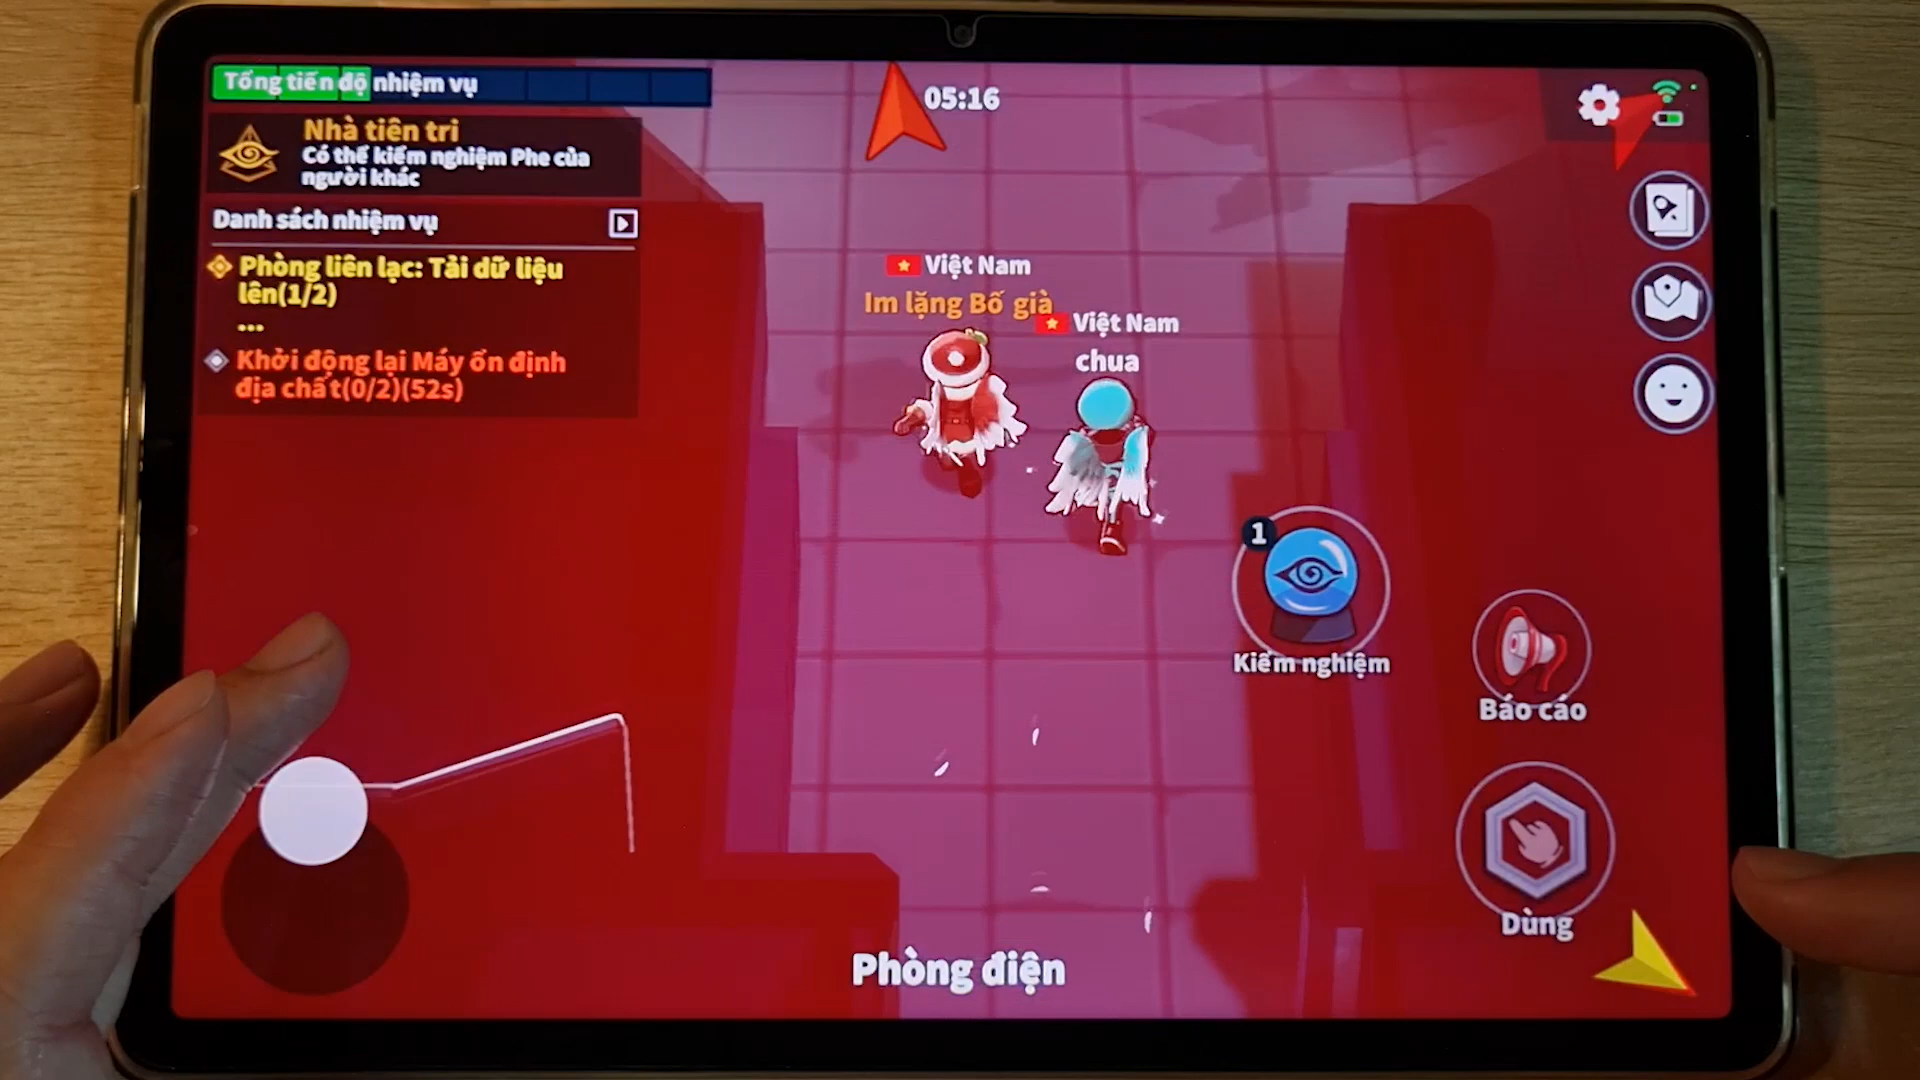 Tổng tiến độ nhiệm vụ
05:16
Nhà tiên tri
Có thể kiểm nghiệm Phe của
người khác
Danh sách nhiệm vụ
Phòng liên lạc: Tải dữ liệu
lên(1/2)
...
Khởi động lại Máy ổn định
địa chất(0/2)(52s)
Việt Nam
Im lặng Bố già
Việt Nam
chua
1
Kiểm nghiệm
Báo cáo
Dùng
Phòng điện